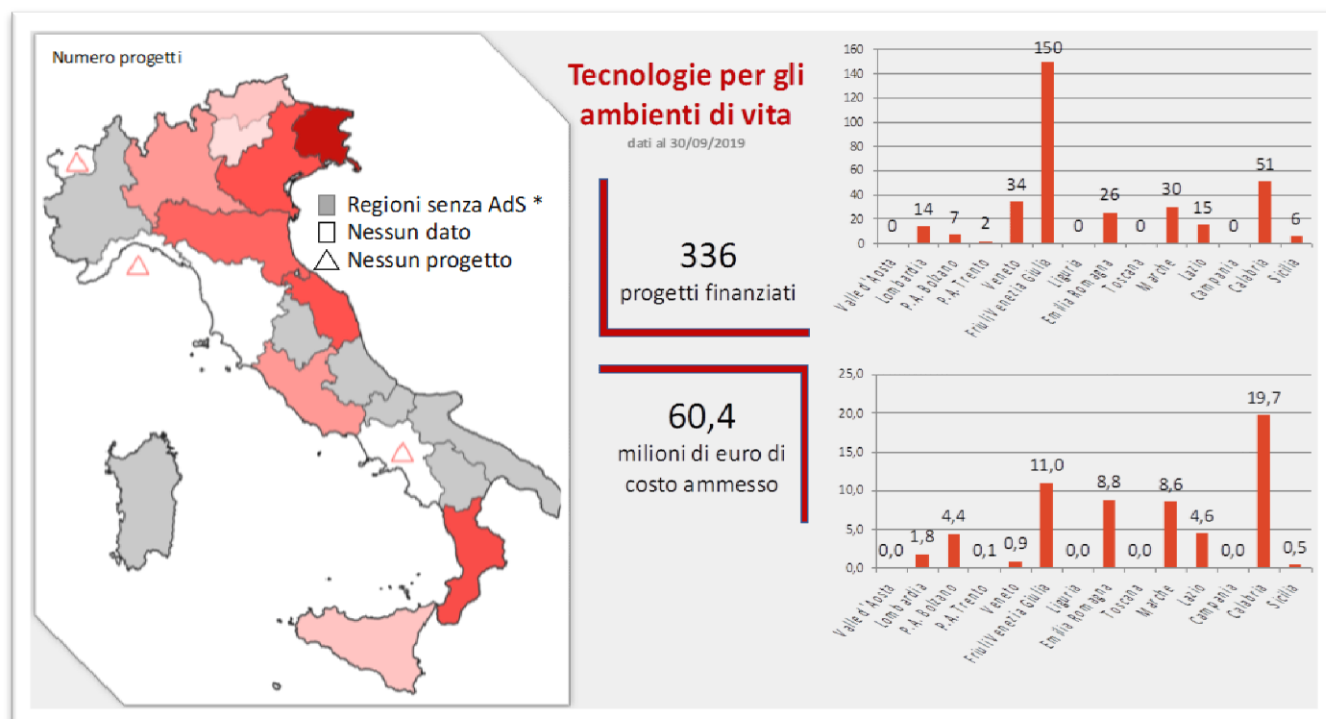 Numero progetti
Regioni senza AdS *
Nessun dato
Nessun progetto
Tecnologie per gli
ambienti di vita
dati al 30/09/2019
336
progetti finanziati
60,4
milioni di euro di
costo ammesso
160
140
120
100
80
60
40
20
0
0
14
7
2
34
150
0
26
0
30
15
0
51
6
Valle d'Aosta
Lombardia
P.A. Bolzano
P.A. Trento
Veneto
Friuli Venezia Giulia
Liguria
Emilia Romagna
Toscana
Marche
Lazio
Campania
Calabria
Sicilia
25,0
20,0
15,0
10,0
5,0
0,0
0,0
1,8
4,4
0,1
0,9
11,0
0,0
8,8
0,0
8,6
4,6
0,0
19,7
0,5
Valle d'Aosta
Lombardia
P.A. Bolzano
P.A. Trento
Veneto
Friuli Venezia Giulia
Liguria
Emilia Romagna
Toscana
Marche
Lazio
Campania
Calabria
Sicilia